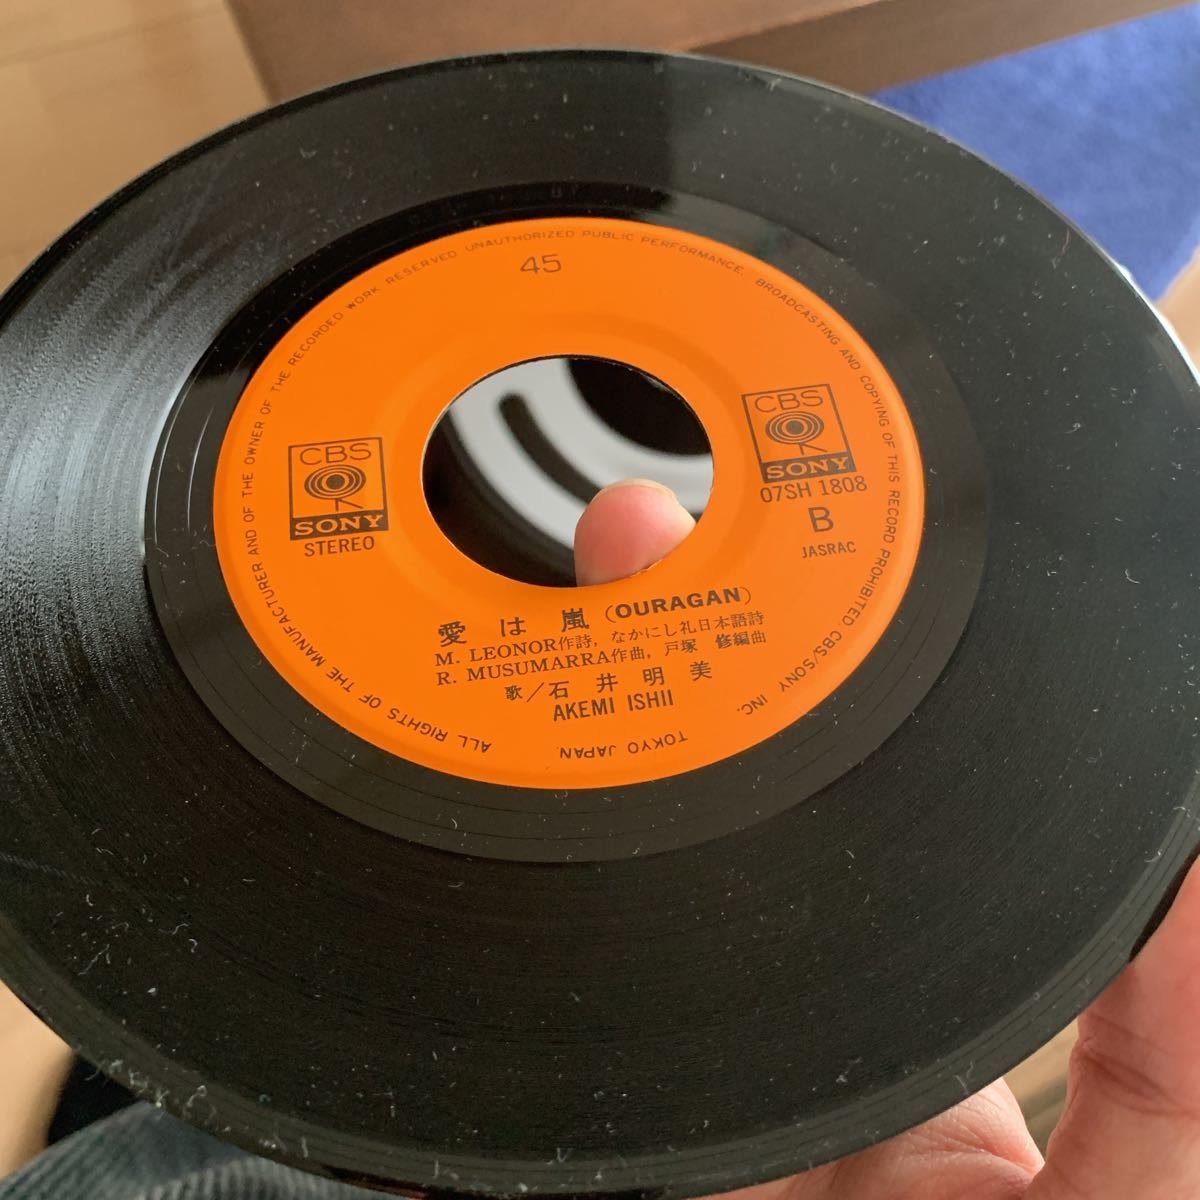 45
CBS
SONY
STEREO
CBS
SONY
07SH 1808
B
JASRAC
愛は嵐 (OURAGAN)
M. LEONOR作詩, なかにし礼日本語詩
R. MUSUMARRA作曲, 戸塚 修編曲
歌/石井明美
AKEMI ISHII
ALL RIGHTS OF THE MANUFACTURER AND OF THE OWNER OF THE RECORDED WORK RESERVED UNAUTHORIZED PUBLIC PERFORMANCE. BROADCASTING AND COPYING OF THIS RECORD PROHIBITED. CBS/SONY INC.
TOKYO JAPAN.